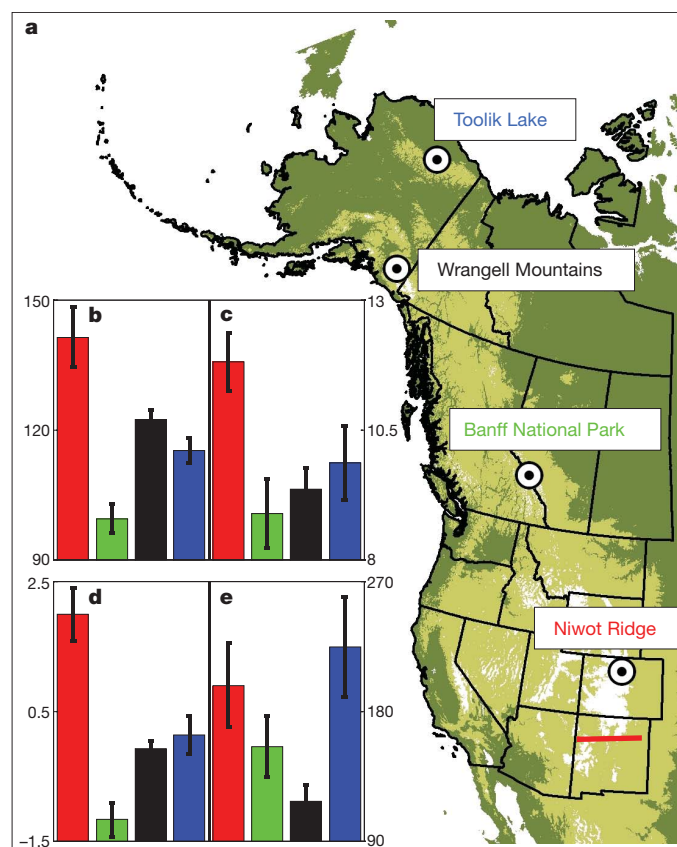 a
Toolik Lake
Wrangell Mountains
150
b
c
13
120
10.5
Banff National Park
90
8
2.5
d
e
270
Niwot Ridge
0.5
180
−1.5
90